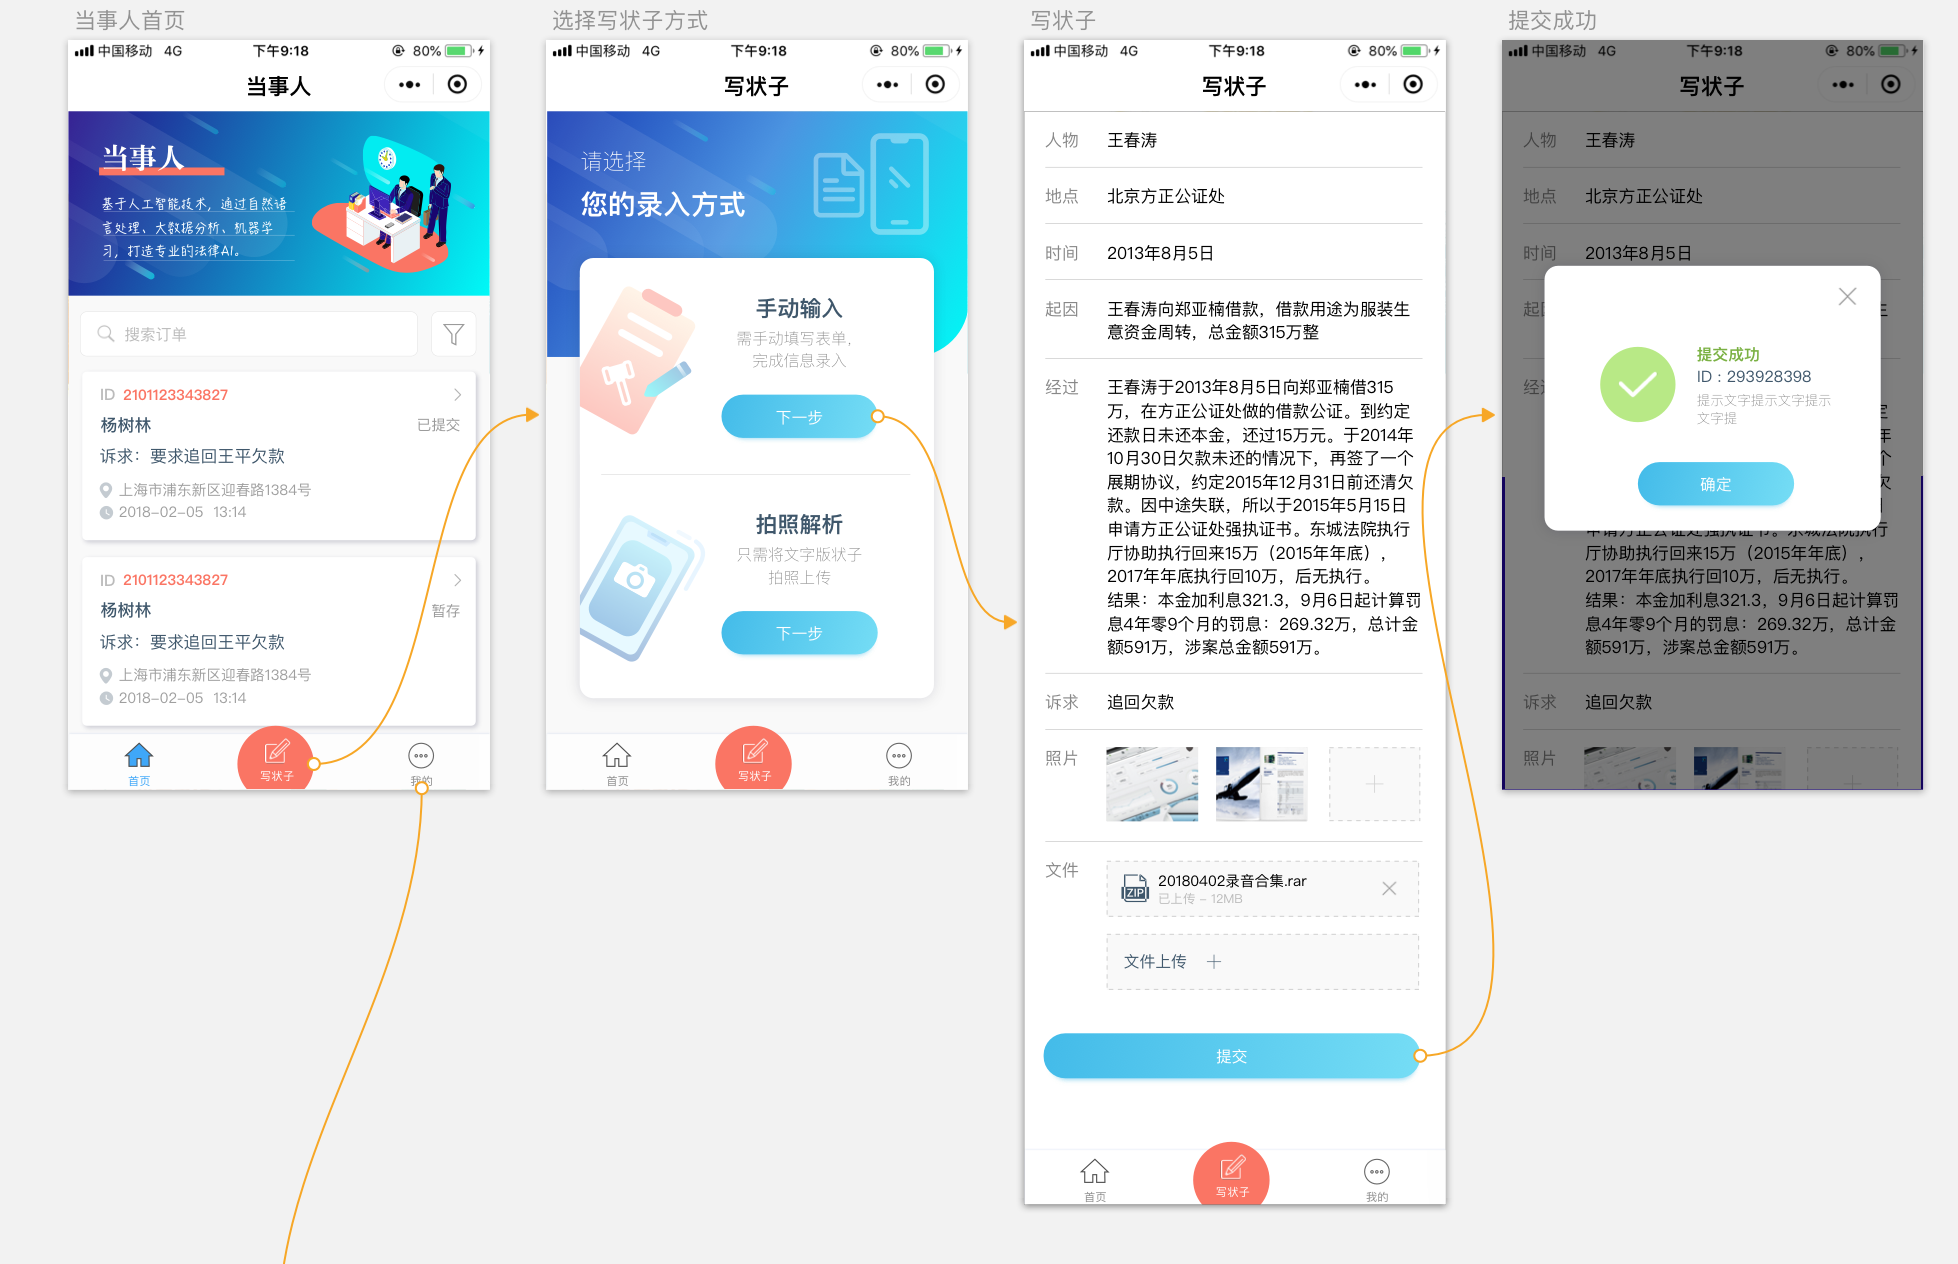 当事人首页
中国移动 4G 下午9:18 80%
当事人
当事人
基于人工智能技术，通过自然语
言处理、大数据分析、机器学
习，打造专业的法律AI。
搜索订单
ID 2101123343827
杨树林 已提交
诉求：要求追回王平欠款
上海市浦东新区迎春路1384号
2018-02-05 13:14
ID 2101123343827
杨树林 暂存
诉求：要求追回王平欠款
上海市浦东新区迎春路1384号
2018-02-05 13:14
首页 写状子 我的
选择写状子方式
中国移动 4G 下午9:18 80%
写状子
请选择
您的录入方式
手动输入
需手动填写表单，
完成信息录入
下一步
拍照解析
只需将文字版状子
拍照上传
下一步
首页 写状子 我的
写状子
中国移动 4G 下午9:18 80%
写状子
人物 王春涛
地点 北京方正公证处
时间 2013年8月5日
起因 王春涛向郑亚楠借款，借款用途为服装生
意资金周转，总金额315万整
经过 王春涛于2013年8月5日向郑亚楠借315
万，在方正公证处做的借款公证。到约定
还款日未还本金，还过15万元。于2014年
10月30日欠款未还的情况下，再签了一个
展期协议，约定2015年12月31日前还清欠
款。因中途失联，所以于2015年5月15日
申请方正公证处强执证书。东城法院执行
厅协助执行回来15万（2015年年底），
2017年年底执行回10万，后无执行。
结果：本金加利息321.3，9月6日起计算罚
息4年零9个月的罚息：269.32万，总计金
额591万，涉案总金额591万。
诉求 追回欠款
照片
文件 20180402录音合集.rar
ZIP
已上传 - 12MB
文件上传
提交
首页 写状子 我的
提交成功
中国移动 4G 下午9:18 80%
写状子
人物 王春涛
地点 北京方正公证处
时间 2013年8月5日
提交成功
ID：293928398
提示文字提示文字提示
文字提
确定
申请方正公证处强执证书。东城法院执行
厅协助执行回来15万（2015年年底），
2017年年底执行回10万，后无执行。
结果：本金加利息321.3，9月6日起计算罚
息4年零9个月的罚息：269.32万，总计金
额591万，涉案总金额591万。
诉求 追回欠款
照片